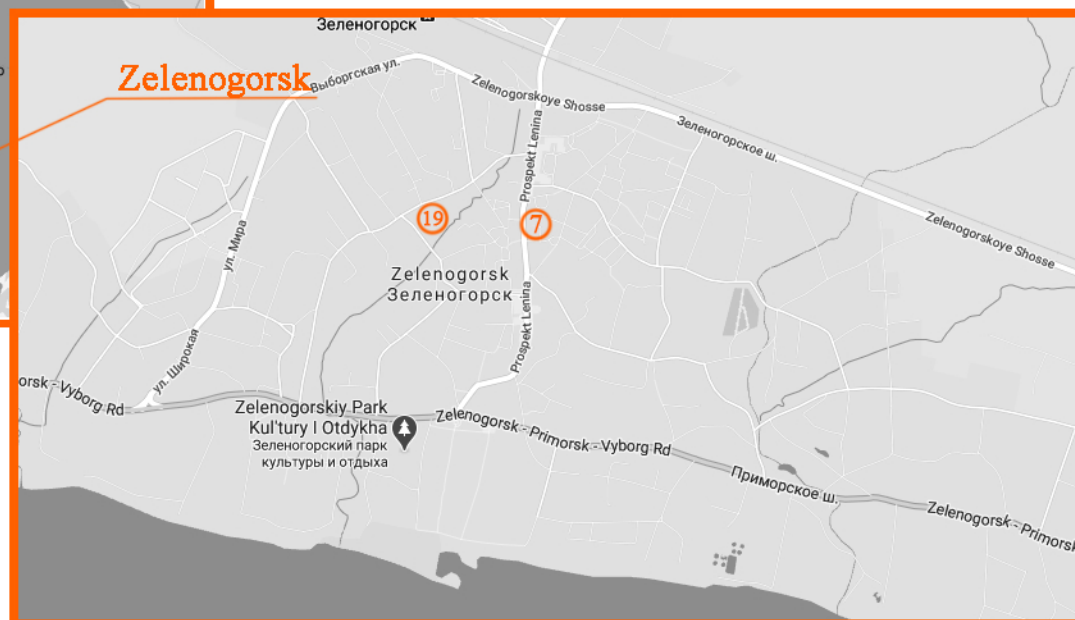 Зеленогорск
Zelenogorsk
Выборгская ул.
Zelenogorskoye Shosse
Зеленогорское ш.
Prospekt Lenina
19
7
ул. Мира
Zelenogorskoye Shosse
Zelenogorsk
Зеленогорск
Prospekt Lenina
ул. Широкая
orsk - Vyborg Rd
Zelenogorskiy Park
Kul'tury I Otdykha
Зеленогорский парк
культуры и отдыха
Zelenogorsk - Primorsk - Vyborg Rd
Приморское ш.
Zelenogorsk - Primorsk